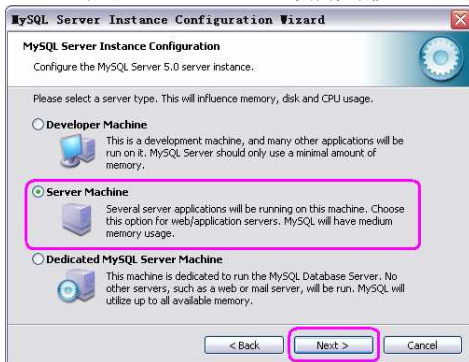 MySQL Server Instance Configuration Wizard
MySQL Server Instance Configuration
Configure the MySQL Server 5.0 server instance.
Please select a server type. This will influence memory, disk and CPU usage.
Developer Machine
This is a development machine, and many other applications will be
run on it. MySQL Server should only use a minimal amount of
memory.
Server Machine
Several server applications will be running on this machine. Choose
this option for web/application servers. MySQL will have medium
memory usage.
Dedicated MySQL Server Machine
This machine is dedicated to run the MySQL Database Server. No
other servers, such as a web or mail server, will be run. MySQL will
utilize up to all available memory.
< Back
Next >
Cancel